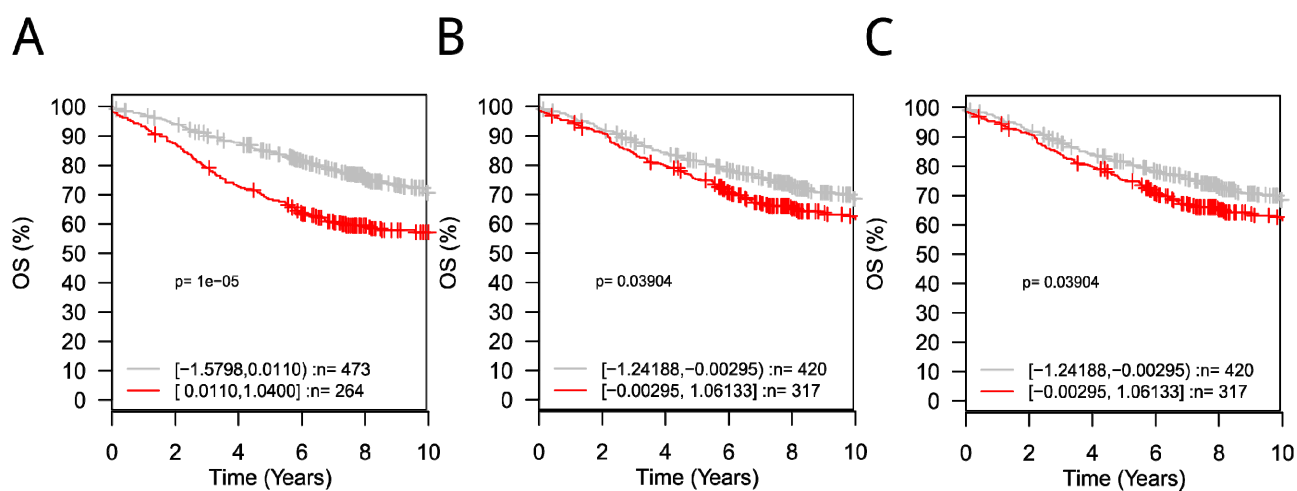 A
OS (%)
100
90
80
70
60
50
40
30
20
10
0
p= 1e−05
[−1.5798,0.0110) :n= 473
[ 0.0110,1.0400] :n= 264
0 2 4 6 8 10
Time (Years)
B
OS (%)
100
90
80
70
60
50
40
30
20
10
0
p= 0.03904
[−1.24188,−0.00295) :n= 420
[−0.00295, 1.06133] :n= 317
0 2 4 6 8 10
Time (Years)
C
OS (%)
100
90
80
70
60
50
40
30
20
10
0
p= 0.03904
[−1.24188,−0.00295) :n= 420
[−0.00295, 1.06133] :n= 317
0 2 4 6 8 10
Time (Years)